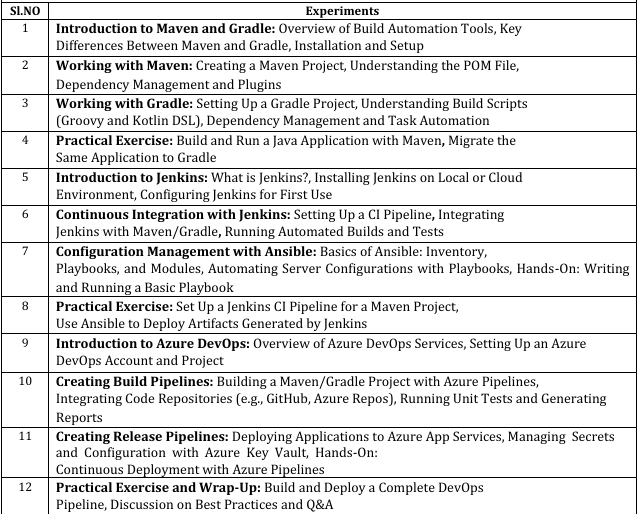 Sl.NO Experiments
1 Introduction to Maven and Gradle: Overview of Build Automation Tools, Key
Differences Between Maven and Gradle, Installation and Setup
2 Working with Maven: Creating a Maven Project, Understanding the POM File,
Dependency Management and Plugins
3 Working with Gradle: Setting Up a Gradle Project, Understanding Build Scripts
(Groovy and Kotlin DSL), Dependency Management and Task Automation
4 Practical Exercise: Build and Run a Java Application with Maven, Migrate the
Same Application to Gradle
5 Introduction to Jenkins: What is Jenkins?, Installing Jenkins on Local or Cloud
Environment, Configuring Jenkins for First Use
6 Continuous Integration with Jenkins: Setting Up a CI Pipeline, Integrating
Jenkins with Maven/Gradle, Running Automated Builds and Tests
7 Configuration Management with Ansible: Basics of Ansible: Inventory,
Playbooks, and Modules, Automating Server Configurations with Playbooks, Hands-On: Writing
and Running a Basic Playbook
8 Practical Exercise: Set Up a Jenkins CI Pipeline for a Maven Project,
Use Ansible to Deploy Artifacts Generated by Jenkins
9 Introduction to Azure DevOps: Overview of Azure DevOps Services, Setting Up an Azure
DevOps Account and Project
10 Creating Build Pipelines: Building a Maven/Gradle Project with Azure Pipelines,
Integrating Code Repositories (e.g., GitHub, Azure Repos), Running Unit Tests and Generating
Reports
11 Creating Release Pipelines: Deploying Applications to Azure App Services, Managing Secrets
and Configuration with Azure Key Vault, Hands-On:
Continuous Deployment with Azure Pipelines
12 Practical Exercise and Wrap-Up: Build and Deploy a Complete DevOps
Pipeline, Discussion on Best Practices and Q&A